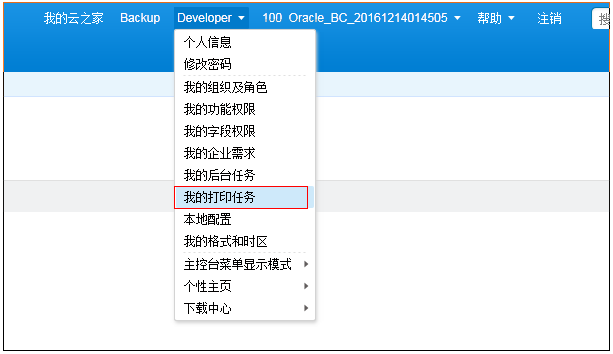 我的云之家 Backup Developer 100 Oracle_BC_20161214014505 帮助 注销 搜
个人信息
修改密码
我的组织及角色
我的功能权限
我的字段权限
我的企业需求
我的后台任务
我的打印任务
本地配置
我的格式和时区
主控台菜单显示模式
个性主页
下载中心